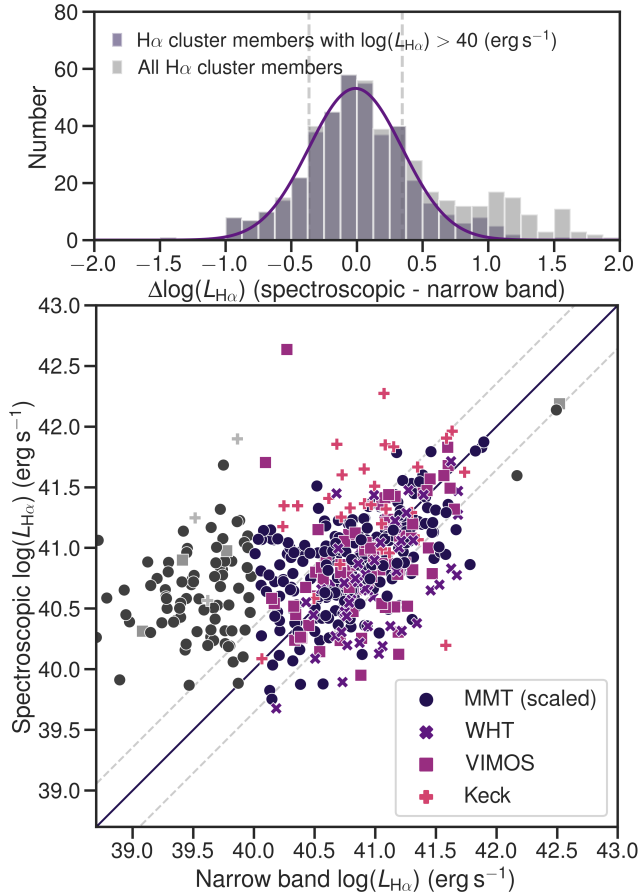 80
60
40
20
0
Number
Hα cluster members with log(L_Hα) > 40 (erg s⁻¹)
All Hα cluster members
−2.0 −1.5 −1.0 −0.5 0.0 0.5 1.0 1.5 2.0
Δlog(L_Hα) (spectroscopic - narrow band)
43.0
42.5
42.0
41.5
41.0
40.5
40.0
39.5
39.0
Spectroscopic log(L_Hα) (erg s⁻¹)
MMT (scaled)
WHT
VIMOS
Keck
39.0 39.5 40.0 40.5 41.0 41.5 42.0 42.5 43.0
Narrow band log(L_Hα) (erg s⁻¹)